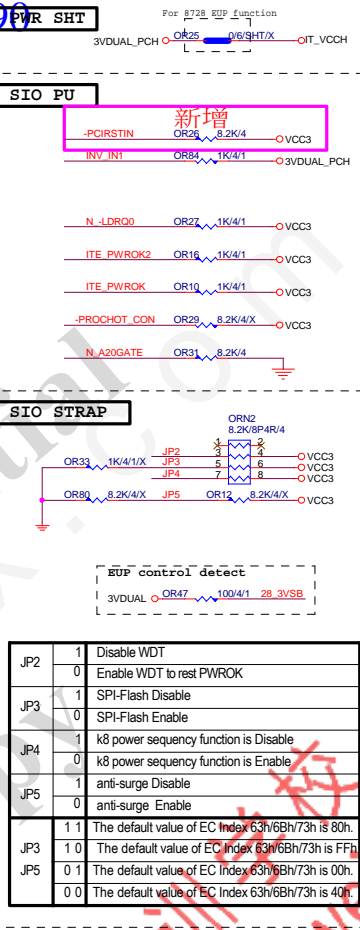 PWR SHT
For 8728 EUP function
3VDUAL_PCH OR25 0/6/SHT/X IT_VCCH
SIO PU
新增
-PCIRSTIN OR26 8.2K/4 VCC3
INV_IN1 OR84 1K/4/1 3VDUAL_PCH
N_-LDRQ0 OR27 1K/4/1 VCC3
ITE_PWROK2 OR16 1K/4/1 VCC3
ITE_PWROK OR10 1K/4/1 VCC3
-PROCHOT_CON OR29 8.2K/4/X VCC3
N_A20GATE OR31 8.2K/4
SIO STRAP
ORN2
8.2K/8P4R/4
1 2
JP2 3 4 VCC3
OR33 1K/4/1/X JP3 5 6 VCC3
JP4 7 8 VCC3
OR80 8.2K/4/X JP5 OR12 8.2K/4/X VCC3
EUP control detect
3VDUAL OR47 100/4/1 28_3VSB
JP2 1 Disable WDT
0 Enable WDT to rest PWROK
JP3 1 SPI-Flash Disable
0 SPI-Flash Enable
JP4 1 k8 power sequency function is Disable
0 k8 power sequency function is Enable
JP5 1 anti-surge Disable
0 anti-surge Enable
JP3 JP5 1 1 The default value of EC Index 63h/6Bh/73h is 80h.
1 0 The default value of EC Index 63h/6Bh/73h is FFh
0 1 The default value of EC Index 63h/6Bh/73h is 00h.
0 0 The default value of EC Index 63h/6Bh/73h is 40h.